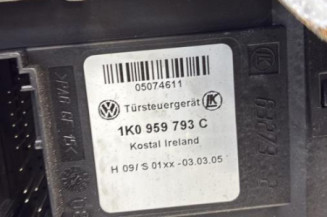 05074611
Türsteuergerät
1K0 959 793 C
Kostal Ireland
H 09/ S 01xx -03.03.05